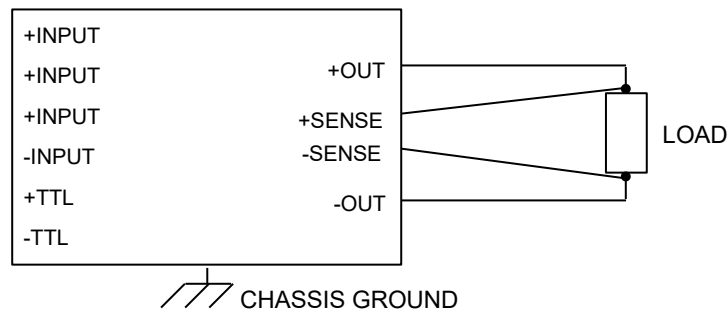 +INPUT
+INPUT
+INPUT
-INPUT
+TTL
-TTL
+OUT
+SENSE
-SENSE
-OUT
LOAD
CHASSIS GROUND